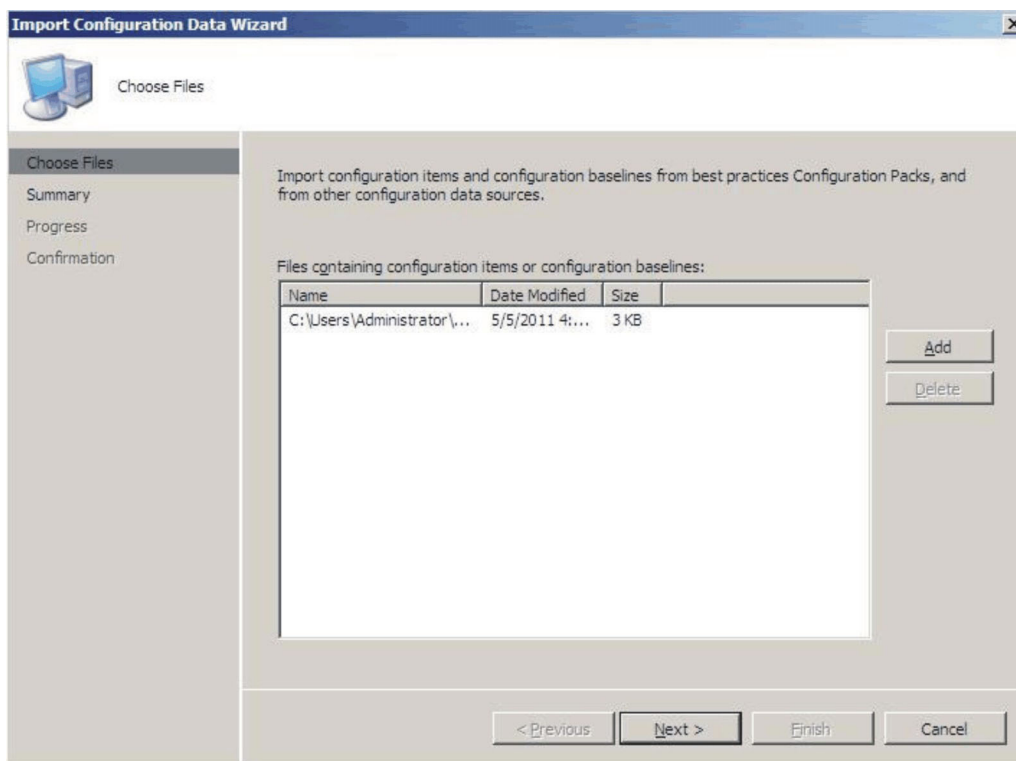 Import Configuration Data Wizard
Choose Files
Choose Files
Summary
Progress
Confirmation
Import configuration items and configuration baselines from best practices Configuration Packs, and
from other configuration data sources.
Files containing configuration items or configuration baselines:
Name Date Modified Size
C:\Users\Administrator\... 5/5/2011 4:... 3 KB
Add
Delete
< Previous Next > Finish Cancel